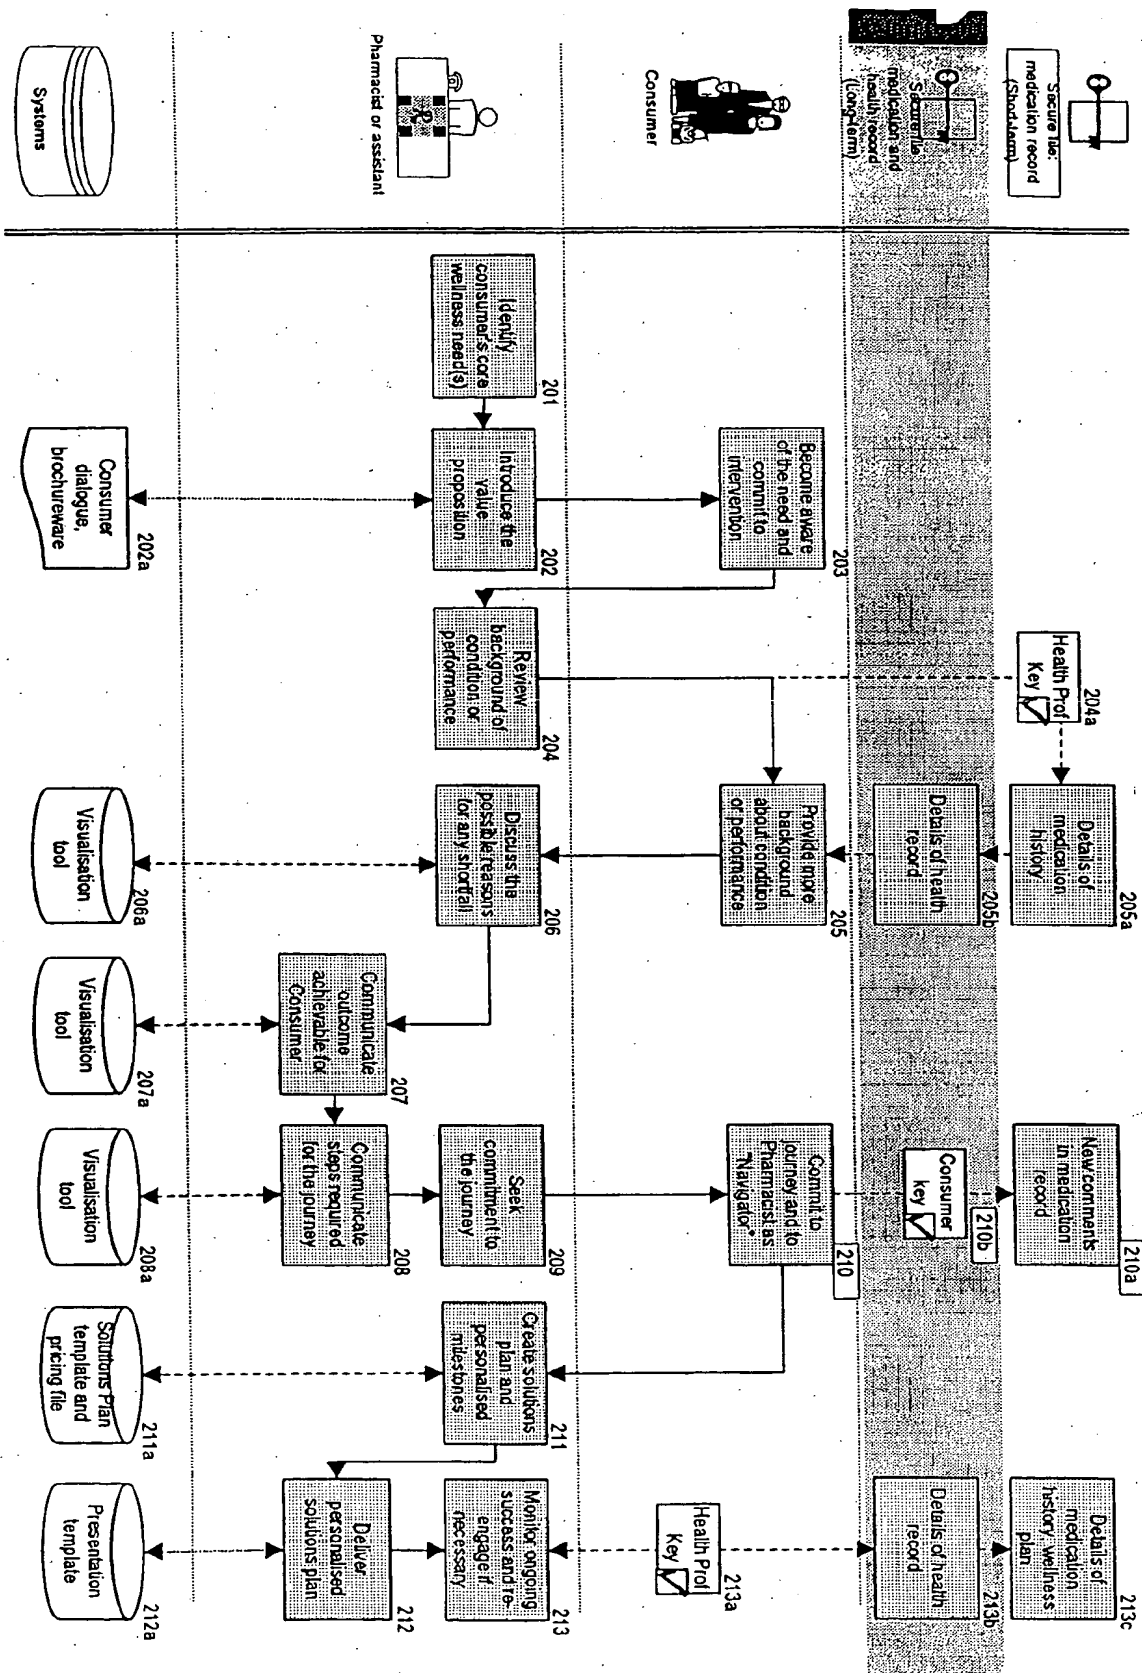 Secure file:
medication record
(Short-term)
Secure file
medication and
health record
(Long-term)
Consumer
Pharmacist or assistant
Systems
Identify
consumer's core
wellness need(s)
201
Introduce the
value
proposition
202
Consumer
dialogue,
brochureware
202a
Become aware
of the need and
commit to
intervention
203
Review
background of
condition or
performance
204
Health Prof
Key
204a
Details of
medication
history
205a
Details of health
record
205b
Provide more
background
about condition
or performance
205
Discuss the
possible reasons
for any shortfall
206
Visualisation
tool
206a
Communicate
outcome
achievable for
Consumer
207
Visualisation
tool
207a
Communicate
steps required
for the journey
208
Visualisation
tool
208a
Seek
commitment to
the journey
209
Commit to
journey and to
Pharmacist as
"Navigator"
210
Consumer
key
210b
New comments
in medication
record
210a
Create solutions
plan and
personalised
milestones
211
Solutions Plan
template and
pricing file
211a
Deliver
personalised
solutions plan
212
Presentation
template
212a
Monitor ongoing
success and re-
engage if
necessary
213
Health Prof
Key
213a
Details of health
record
213b
Details of
medication
history, wellness
plan
213c